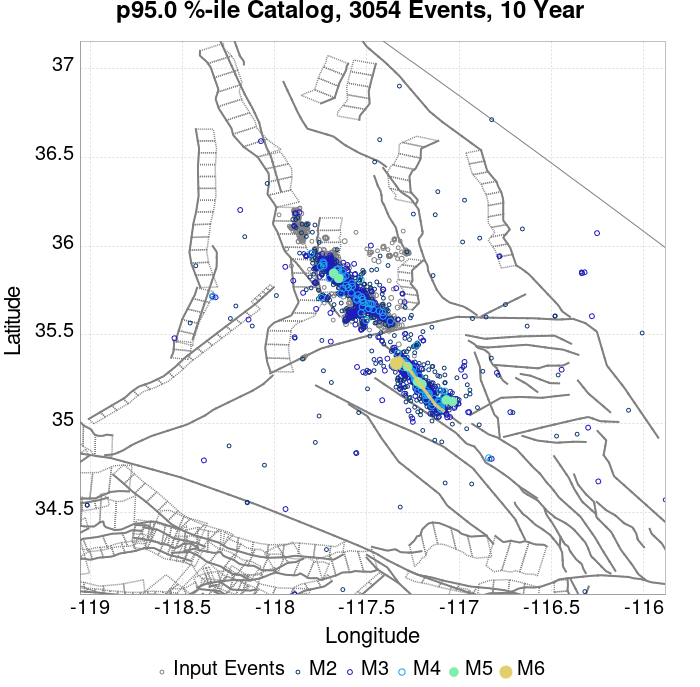 p95.0 %-ile Catalog, 3054 Events, 10 Year
37
36.5
36
35.5
35
34.5
Latitude
-119 -118.5 -118 -117.5 -117 -116.5 -116
Longitude
Input Events M2 M3 M4 M5 M6